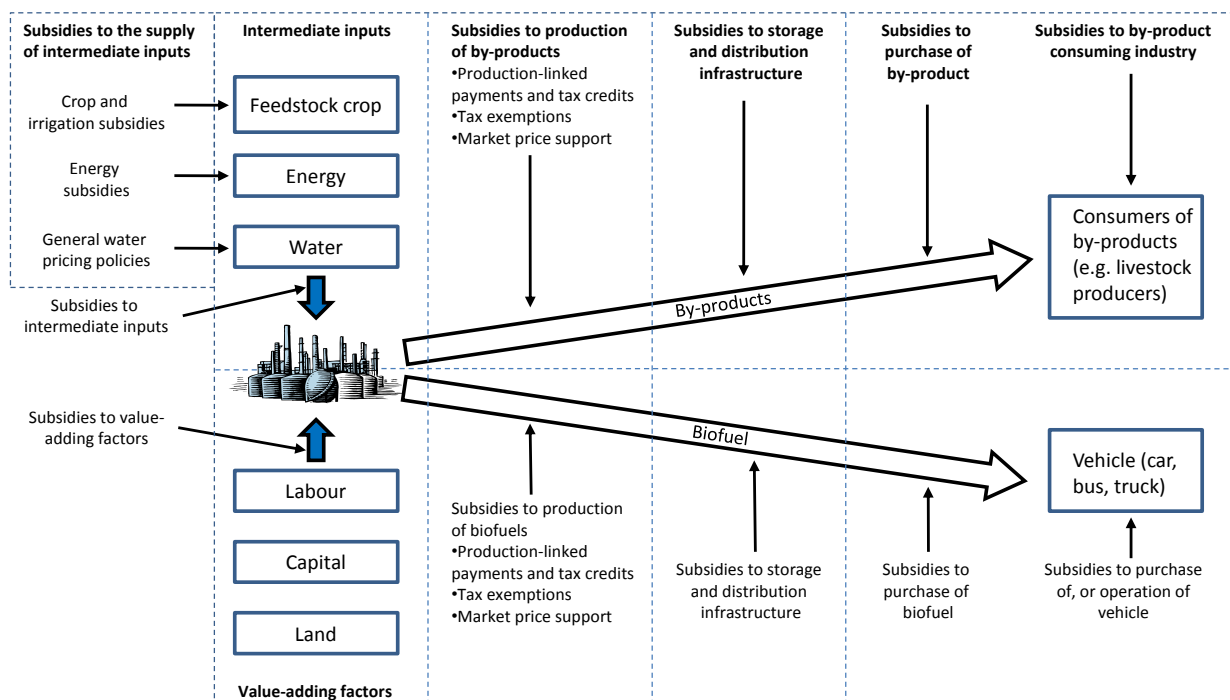 Subsidies to the supply
of intermediate inputs
Intermediate inputs
Subsidies to production
of by-products
•Production-linked
payments and tax credits
•Tax exemptions
•Market price support
Subsidies to storage
and distribution
infrastructure
Subsidies to
purchase of
by-product
Subsidies to by-product
consuming industry
Crop and
irrigation subsidies
Feedstock crop
Energy
subsidies
Energy
General water
pricing policies
Water
Consumers of
by-products
(e.g. livestock
producers)
Subsidies to
intermediate inputs
By-products
Subsidies to value-
adding factors
Biofuel
Vehicle (car,
bus, truck)
Labour
Capital
Land
Value-adding factors
Subsidies to production
of biofuels
•Production-linked
payments and tax credits
•Tax exemptions
•Market price support
Subsidies to storage
and distribution
infrastructure
Subsidies to
purchase of
biofuel
Subsidies to purchase
of, or operation of
vehicle